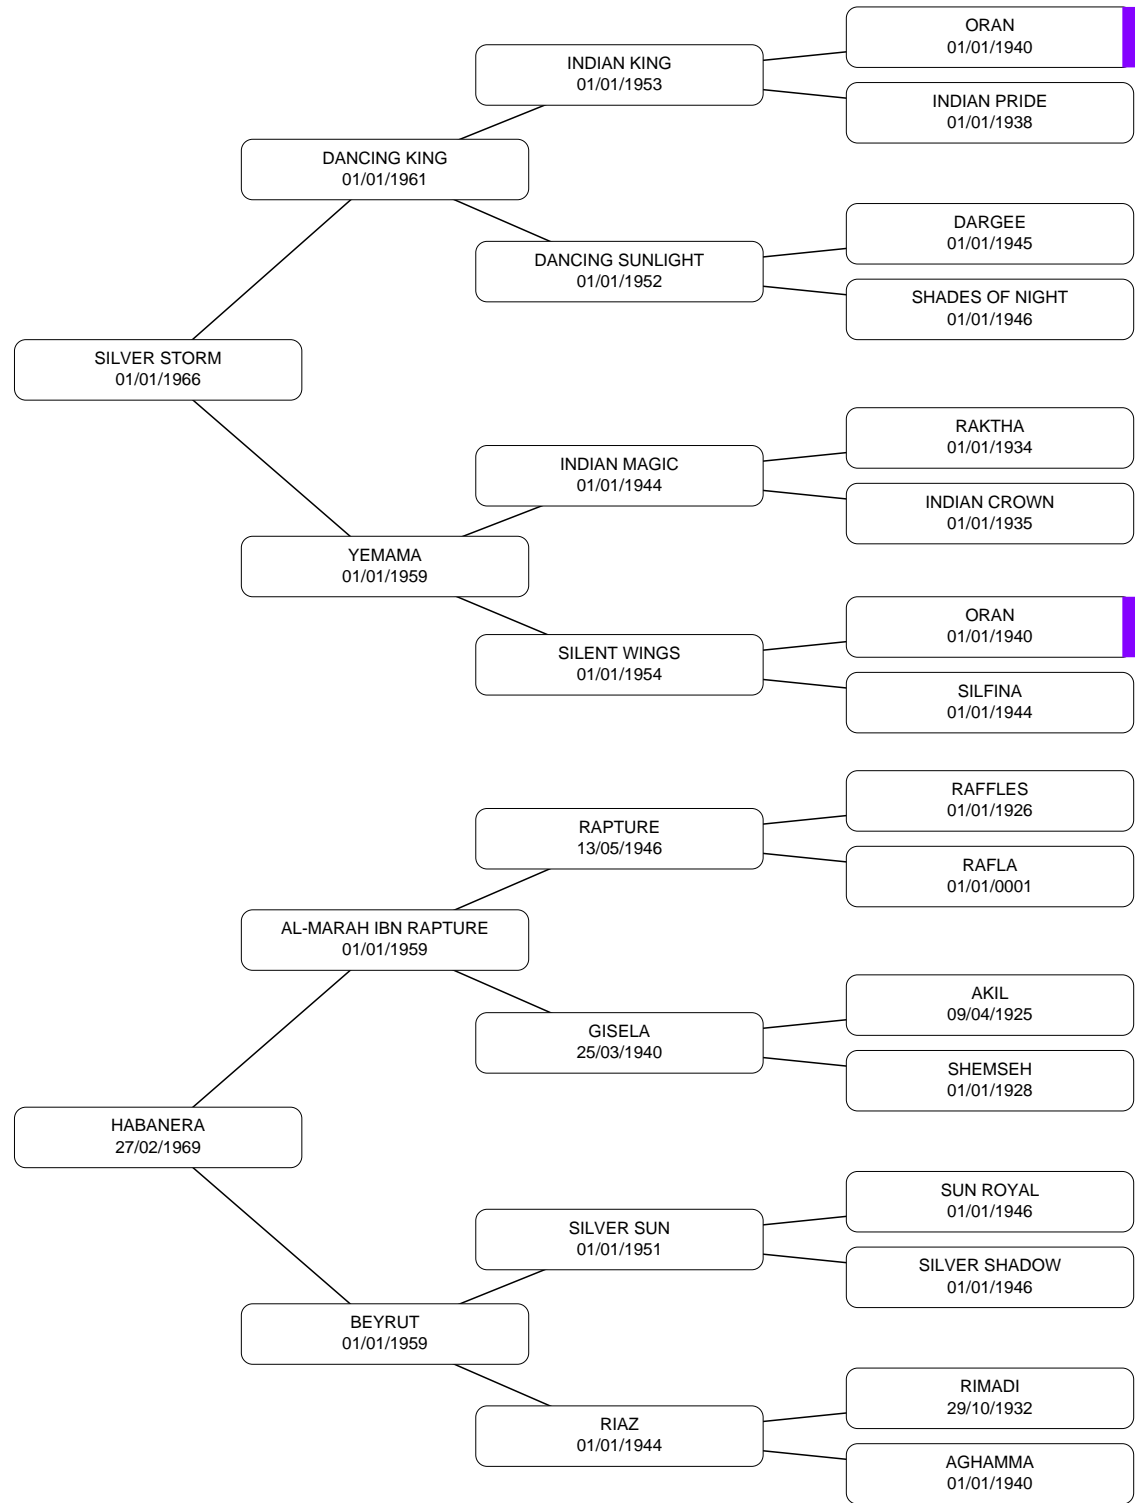 ORAN
01/01/1940
INDIAN KING
01/01/1953
INDIAN PRIDE
01/01/1938
DANCING KING
01/01/1961
DARGEE
01/01/1945
DANCING SUNLIGHT
01/01/1952
SHADES OF NIGHT
01/01/1946
SILVER STORM
01/01/1966
RAKTHA
01/01/1934
INDIAN MAGIC
01/01/1944
INDIAN CROWN
01/01/1935
YEMAMA
01/01/1959
ORAN
01/01/1940
SILENT WINGS
01/01/1954
SILFINA
01/01/1944
RAFFLES
01/01/1926
RAPTURE
13/05/1946
RAFLA
01/01/0001
AL-MARAH IBN RAPTURE
01/01/1959
AKIL
09/04/1925
GISELA
25/03/1940
SHEMSEH
01/01/1928
HABANERA
27/02/1969
SUN ROYAL
01/01/1946
SILVER SUN
01/01/1951
SILVER SHADOW
01/01/1946
BEYRUT
01/01/1959
RIMADI
29/10/1932
RIAZ
01/01/1944
AGHAMMA
01/01/1940